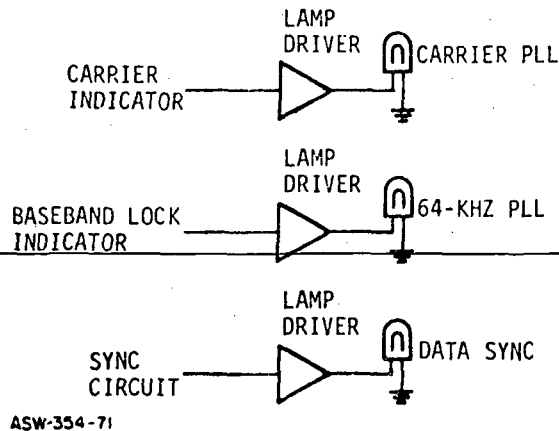 LAMP
DRIVER
CARRIER PLL
CARRIER
INDICATOR
LAMP
DRIVER
64-KHZ PLL
BASEBAND LOCK
INDICATOR
LAMP
DRIVER
DATA SYNC
SYNC
CIRCUIT
ASW-354-71